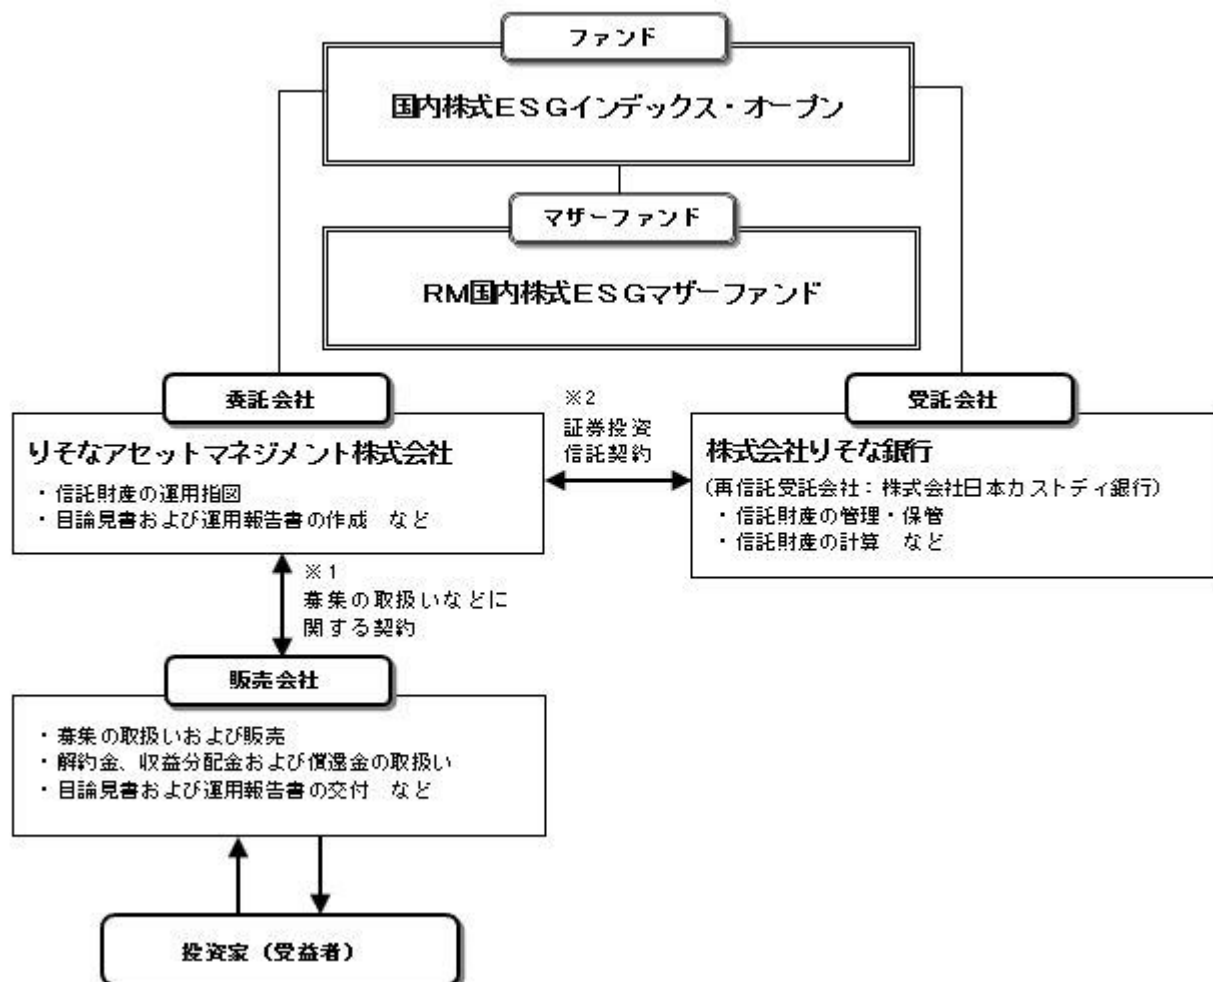 ファンド
国内株式ESGインデックス・オープン
マザーファンド
RM国内株式ESGマザーファンド
委託会社
りそなアセットマネジメント株式会社
・信託財産の運用指図
・目論見書および運用報告書の作成　など
※2
証券投資
信託契約
受託会社
株式会社りそな銀行
(再信託受託会社：株式会社日本カストディ銀行)
・信託財産の管理・保管
・信託財産の計算　など
※1
募集の取扱いなどに
関する契約
販売会社
・募集の取扱いおよび販売
・解約金、収益分配金および償還金の取扱い
・目論見書および運用報告書の交付　など
投資家（受益者）